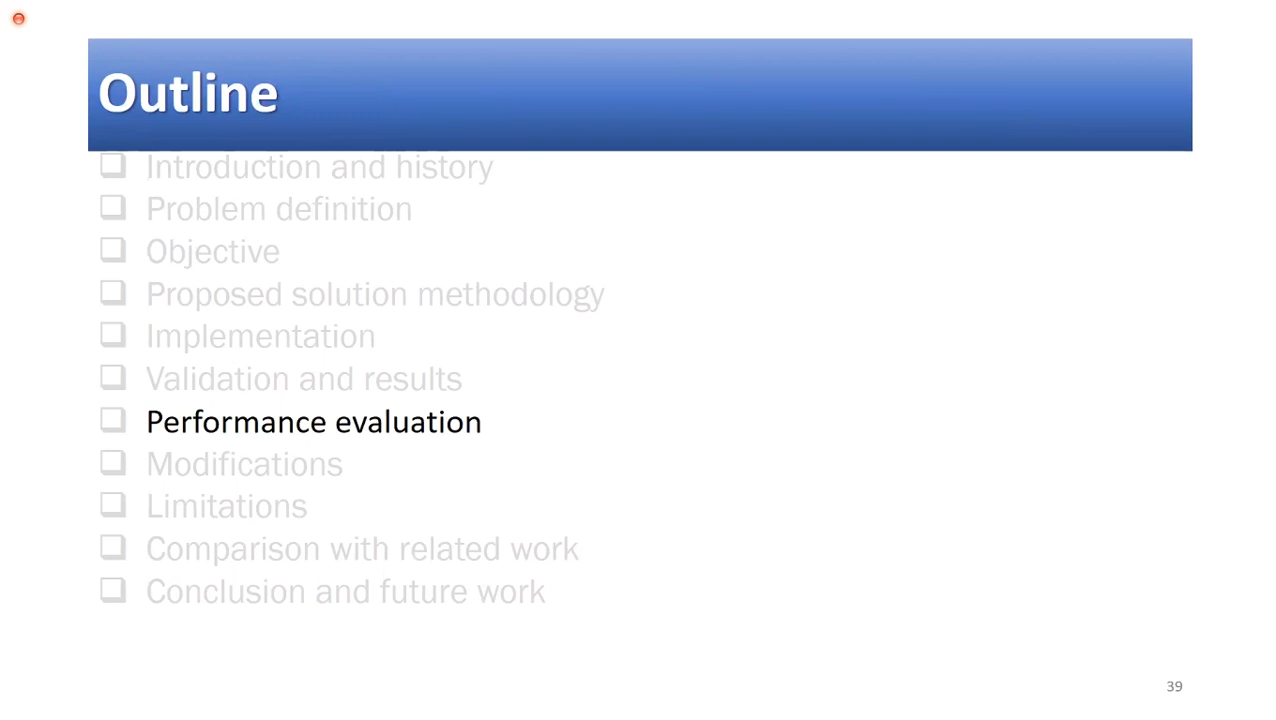 Outline
Introduction and history
Problem definition
Objective
Proposed solution methodology
Implementation
Validation and results
Performance evaluation
Modifications
Limitations
Comparison with related work
Conclusion and future work
39